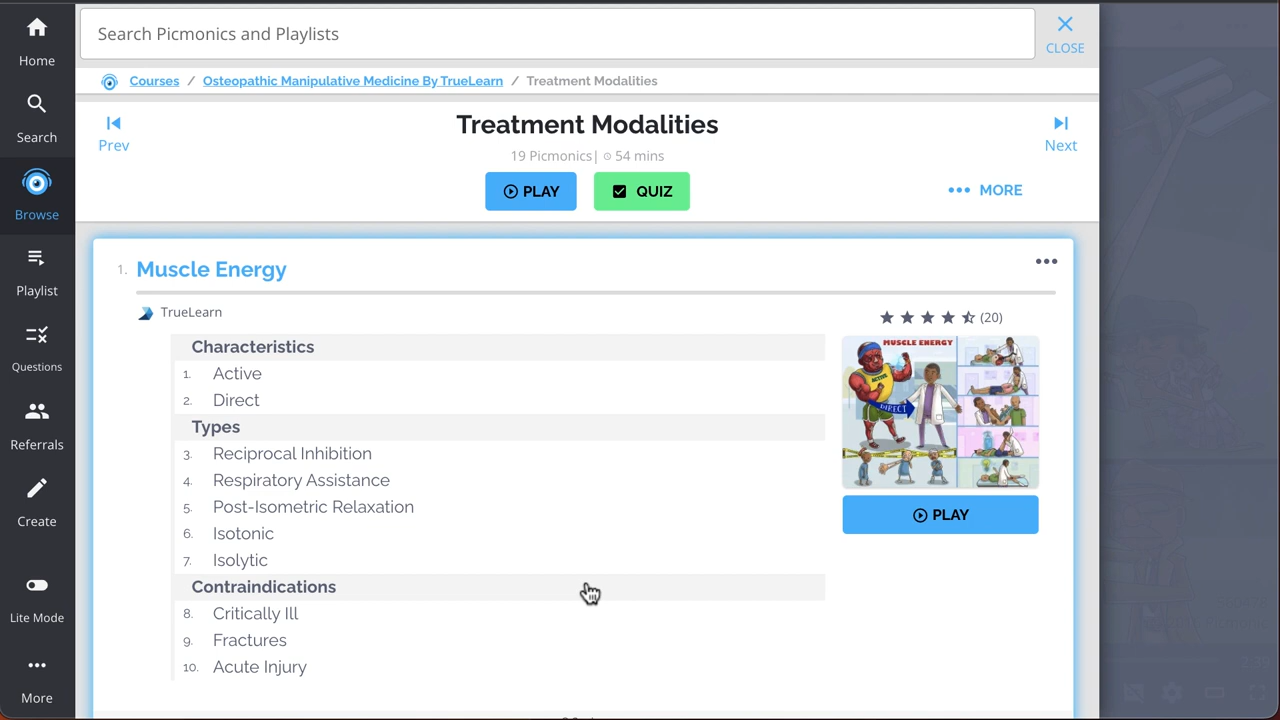 Search Picmonics and Playlists
CLOSE
Home
Search
Browse
Playlist
Questions
Referrals
Create
Lite Mode
More
Courses / Osteopathic Manipulative Medicine By TrueLearn / Treatment Modalities
Prev
Treatment Modalities
Next
19 Picmonics| 54 mins
PLAY
QUIZ
MORE
1. Muscle Energy
TrueLearn
(20)
Characteristics
1. Active
2. Direct
Types
3. Reciprocal Inhibition
4. Respiratory Assistance
5. Post-Isometric Relaxation
6. Isotonic
7. Isolytic
Contraindications
8. Critically Ill
9. Fractures
10. Acute Injury
MUSCLE ENERGY
ACTIVE
DIRECT
PLAY